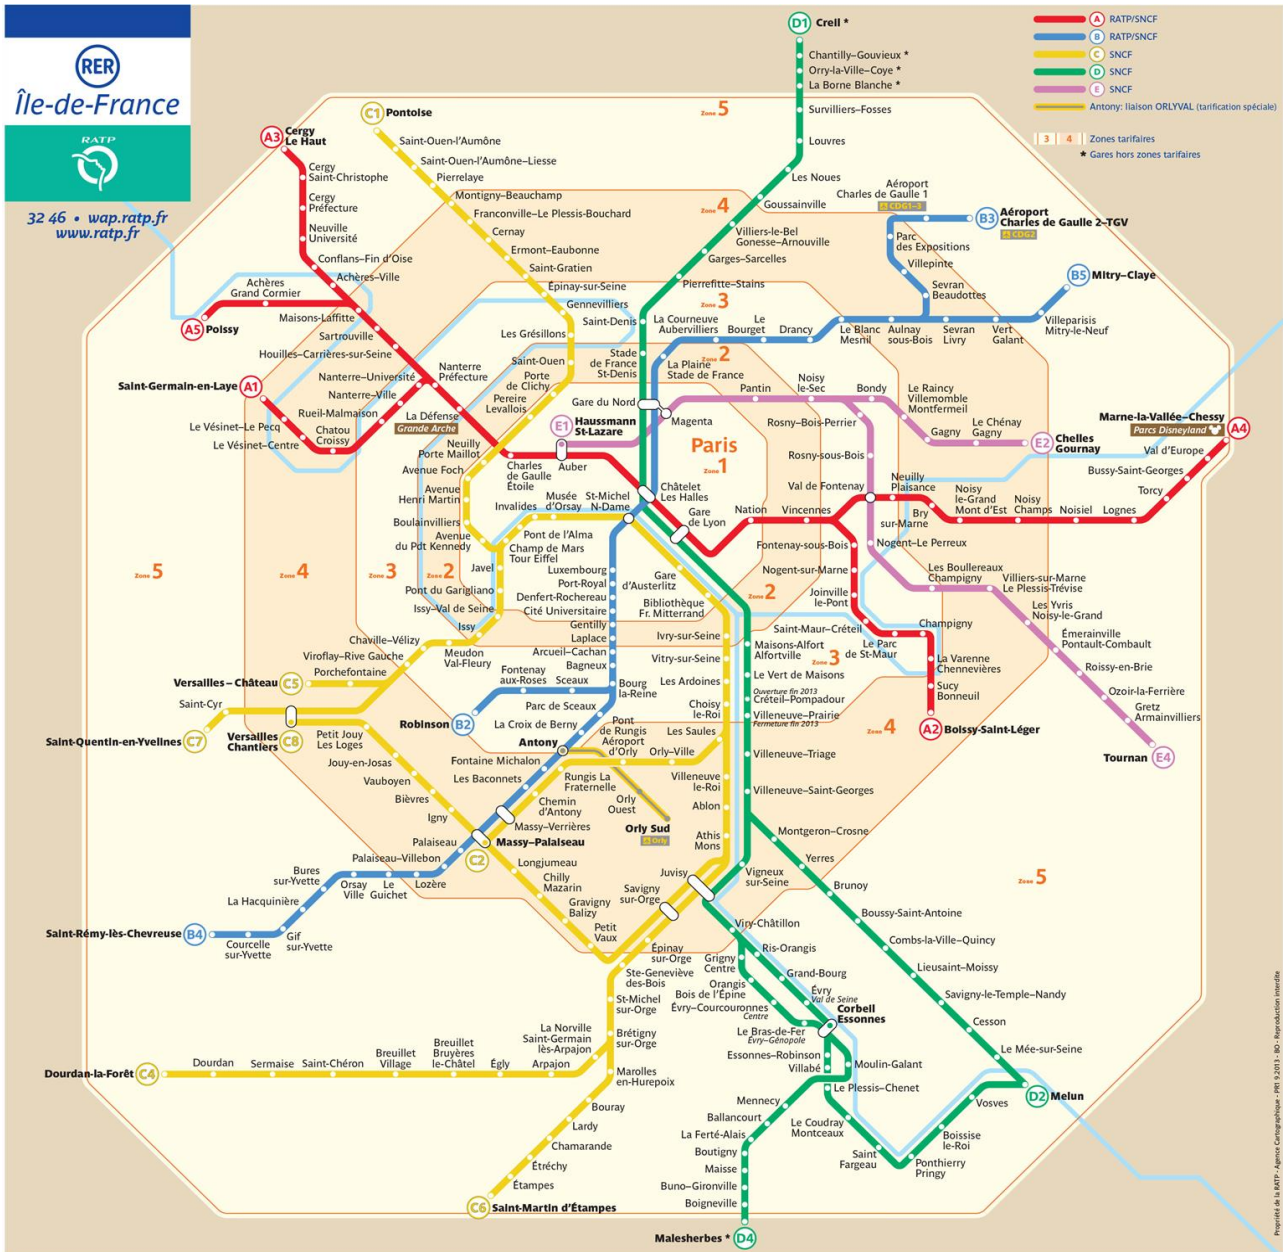 RER
Île-de-France
RATP
32 46 • wap.ratp.fr
www.ratp.fr
A RATP/SNCF
B RATP/SNCF
C SNCF
D SNCF
E SNCF
Antony: liaison ORLYVAL (tarification spéciale)
3 4 Zones tarifaires
* Gares hors zones tarifaires
D1 Creil *
Chantilly–Gouvieux *
Orry-la-Ville–Coye *
La Borne Blanche *
Survilliers–Fosses
Louvres
Les Noues
Goussainville
Villiers-le-Bel
Gonesse–Arnouville
Garges–Sarcelles
Pierrefitte–Stains
Saint-Denis
Stade
de France
St-Denis
Zone 5
Zone 4
Zone 3
Zone 2
Paris
Zone 1
C1 Pontoise
Saint-Ouen-l'Aumône
Saint-Ouen-l'Aumône–Liesse
Pierrelaye
Montigny–Beauchamp
Franconville–Le Plessis-Bouchard
Cernay
Ermont–Eaubonne
Saint-Gratien
Épinay-sur-Seine
Gennevilliers
Les Grésillons
Saint-Ouen
Porte
de Clichy
Pereire
Levallois
Neuilly
Porte Maillot
Avenue Foch
Avenue
Henri Martin
Boulainvilliers
Avenue
du Pdt Kennedy
A3 Cergy
Le Haut
Cergy
Saint-Christophe
Cergy
Préfecture
Neuville
Université
Conflans–Fin d'Oise
Achères–Ville
Achères
Grand Cormier
A5 Poissy
Maisons-Laffitte
Sartrouville
Houilles–Carrières-sur-Seine
Nanterre–Université
Nanterre
Préfecture
Nanterre–Ville
Rueil-Malmaison
Chatou
Croissy
Le Vésinet–Centre
Le Vésinet–Le Pecq
Saint-Germain-en-Laye A1
La Défense
Grande Arche
Charles
de Gaulle
Étoile
Auber
E1 Haussmann
St-Lazare
Gare du Nord
Magenta
Châtelet
Les Halles
Gare
de Lyon
Nation
Vincennes
Val de Fontenay
Neuilly
Plaisance
Bry
sur-Marne
Noisy
le-Grand
Mont d'Est
Noisy
Champs
Noisiel
Lognes
Torcy
Bussy-Saint-Georges
Val d'Europe
Marne-la-Vallée–Chessy A4
Parcs Disneyland
Aéroport
Charles de Gaulle 1
CDG1–3
B3 Aéroport
Charles de Gaulle 2–TGV
CDG2
Parc
des Expositions
Villepinte
Sevran
Beaudottes
B5 Mitry–Claye
Villeparisis
Mitry-le-Neuf
Vert
Galant
Sevran
Livry
Aulnay
sous-Bois
Le Blanc
Mesnil
Drancy
Le
Bourget
La Courneuve
Aubervilliers
La Plaine
Stade de France
Pantin
Noisy
le-Sec
Bondy
Le Raincy
Villemomble
Montfermeil
Gagny
Le Chénay
Gagny
E2 Chelles
Gournay
Rosny–Bois-Perrier
Rosny-sous-Bois
Nogent–Le Perreux
Les Boullereaux
Champigny
Villiers-sur-Marne
Le Plessis-Trévise
Les Yvris
Noisy-le-Grand
Émerainville
Pontault-Combault
Roissy-en-Brie
Ozoir-la-Ferrière
Gretz
Armainvilliers
Tournan E4
Fontenay-sous-Bois
Nogent-sur-Marne
Joinville
le-Pont
Saint-Maur–Créteil
Le Parc
de St-Maur
Champigny
La Varenne
Chennevières
Sucy
Bonneuil
A2 Boissy-Saint-Léger
Zone 2
Zone 3
Zone 4
Zone 5
Zone 5
Zone 4
Zone 3
Zone 2
Invalides
Musée
d'Orsay
St-Michel
N-Dame
Pont de l'Alma
Champ de Mars
Tour Eiffel
Javel
Pont du Garigliano
Issy–Val de Seine
Issy
Meudon
Val-Fleury
Chaville–Vélizy
Viroflay–Rive Gauche
Porchefontaine
Versailles–Château C5
Saint-Cyr
Saint-Quentin-en-Yvelines C7
Versailles
Chantiers C8
Petit Jouy
Les Loges
Jouy-en-Josas
Vauboyen
Bièvres
Igny
Massy–Palaiseau
C2
Luxembourg
Port-Royal
Denfert-Rochereau
Cité Universitaire
Gentilly
Laplace
Arcueil–Cachan
Bagneux
Bourg
la-Reine
Fontenay
aux-Roses
Sceaux
Robinson B2
Parc de Sceaux
La Croix de Berny
Antony
Fontaine Michalon
Les Baconnets
Massy–Verrières
Palaiseau
Palaiseau–Villebon
Lozère
Le
Guichet
Orsay
Ville
Bures
sur-Yvette
La Hacquinière
Gif
sur-Yvette
Courcelle
sur-Yvette
Saint-Rémy-lès-Chevreuse B4
Gare
d'Austerlitz
Bibliothèque
Fr. Mitterrand
Ivry-sur-Seine
Vitry-sur-Seine
Les Ardoines
Choisy
le-Roi
Les Saules
Orly–Ville
Pont
de Rungis
Aéroport
d'Orly
Rungis La
Fraternelle
Chemin
d'Antony
Orly
Ouest
Orly Sud
Orly
Villeneuve
le-Roi
Ablon
Athis
Mons
Juvisy
Savigny
sur-Orge
Longjumeau
Chilly
Mazarin
Gravigny
Balizy
Petit
Vaux
Épinay
sur-Orge
Ste-Geneviève
des-Bois
St-Michel
sur-Orge
Brétigny
sur-Orge
La Norville
Saint-Germain
lès-Arpajon
Arpajon
Égly
Breuillet
Bruyères
le-Châtel
Breuillet
Village
Saint-Chéron
Sermaise
Dourdan
Dourdan-la-Forêt C4
Marolles
en-Hurepoix
Bouray
Lardy
Chamarande
Étréchy
Étampes
C6 Saint-Martin d'Étampes
Maisons-Alfort
Alfortville
Le Vert de Maisons
Ouverture fin 2013
Créteil–Pompadour
Villeneuve–Prairie
Fermeture fin 2013
Villeneuve–Triage
Villeneuve–Saint-Georges
Montgeron–Crosne
Yerres
Brunoy
Boussy-Saint-Antoine
Combs-la-Ville–Quincy
Lieusaint–Moissy
Savigny-le-Temple–Nandy
Cesson
Le Mée-sur-Seine
D2 Melun
Vigneux
sur-Seine
Viry-Châtillon
Ris-Orangis
Grand-Bourg
Évry
Val de Seine
Corbeil
Essonnes
Grigny
Centre
Orangis
Bois de l'Épine
Évry–Courcouronnes
Centre
Le Bras-de-Fer
Évry–Génopole
Essonnes–Robinson
Villabé
Moulin-Galant
Le Plessis–Chenet
Le Coudray
Montceaux
Saint
Fargeau
Ponthierry
Pringy
Boissise
le-Roi
Vosves
Mennecy
Ballancourt
La Ferté-Alais
Boutigny
Maisse
Buno–Gironville
Boigneville
Malesherbes * D4
Propriété de la RATP - Agence Cartographique - PM1 9.2013 - BO - Reproduction interdite